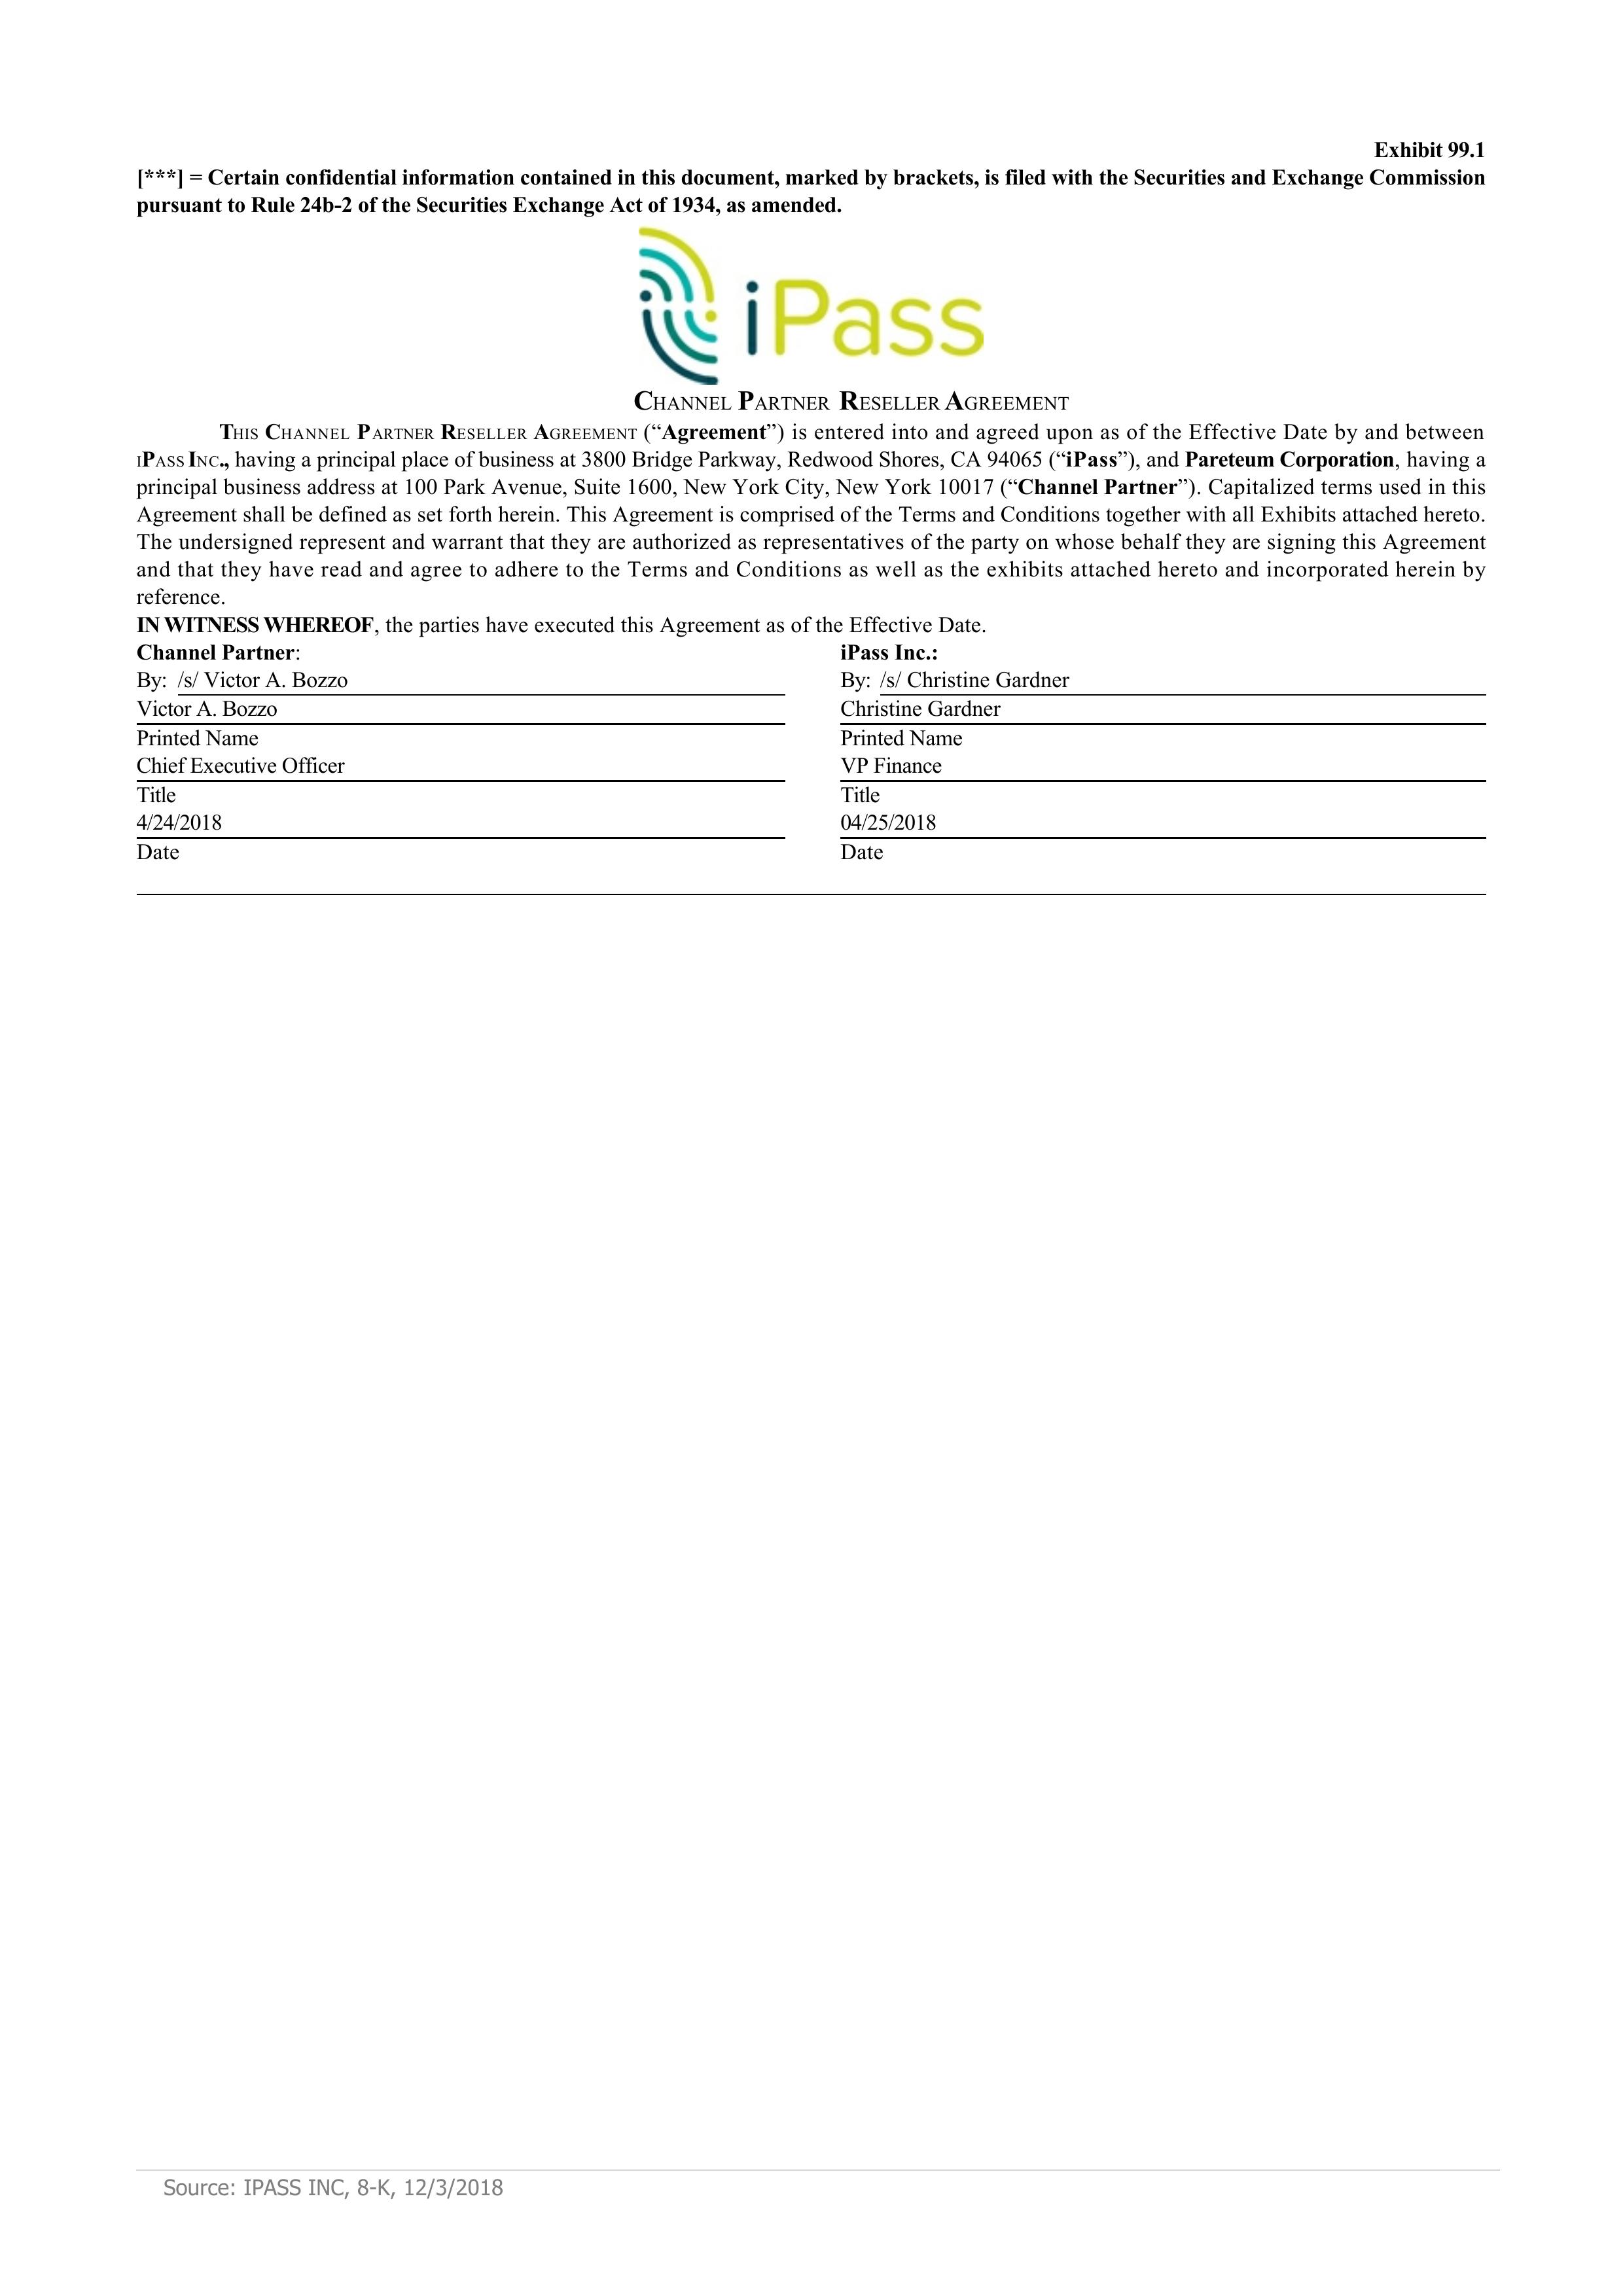 Exhibit 99.1
[***] = Certain confidential information contained in this document, marked by brackets, is filed with the Securities and Exchange Commission
pursuant to Rule 24b-2 of the Securities Exchange Act of 1934, as amended.
iPass
CHANNEL PARTNER RESELLER AGREEMENT
THIS CHANNEL PARTNER RESELLER AGREEMENT (“Agreement”) is entered into and agreed upon as of the Effective Date by and between
IPASS INC., having a principal place of business at 3800 Bridge Parkway, Redwood Shores, CA 94065 (“iPass”), and Pareteum Corporation, having a
principal business address at 100 Park Avenue, Suite 1600, New York City, New York 10017 (“Channel Partner”). Capitalized terms used in this
Agreement shall be defined as set forth herein. This Agreement is comprised of the Terms and Conditions together with all Exhibits attached hereto.
The undersigned represent and warrant that they are authorized as representatives of the party on whose behalf they are signing this Agreement
and that they have read and agree to adhere to the Terms and Conditions as well as the exhibits attached hereto and incorporated herein by
reference.
IN WITNESS WHEREOF, the parties have executed this Agreement as of the Effective Date.
Channel Partner: iPass Inc.:
By: /s/ Victor A. Bozzo By: /s/ Christine Gardner
Victor A. Bozzo Christine Gardner
Printed Name Printed Name
Chief Executive Officer VP Finance
Title Title
4/24/2018 04/25/2018
Date Date
Source: IPASS INC, 8-K, 12/3/2018